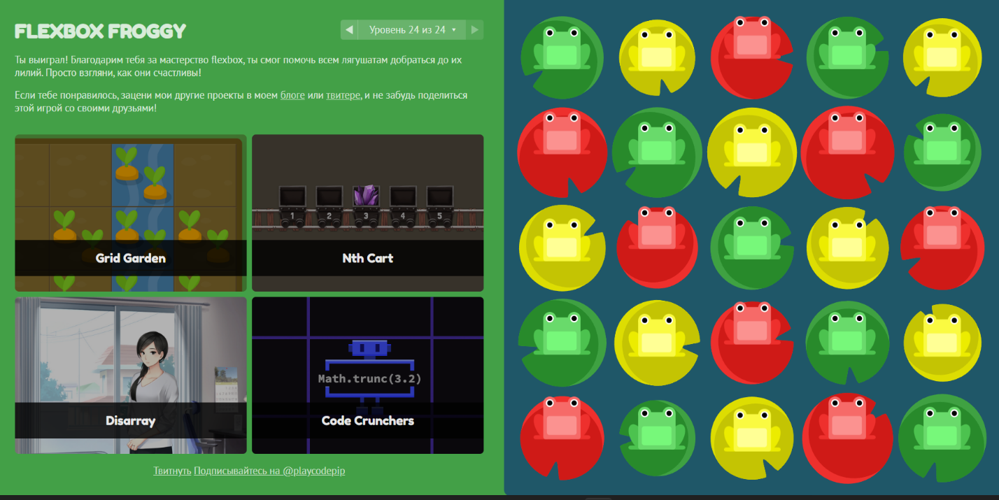 FLEXBOX FROGGY
Уровень 24 из 24
Ты выиграл! Благодарим тебя за мастерство flexbox, ты смог помочь всем лягушатам добраться до их
лилий. Просто взгляни, как они счастливы!
Если тебе понравилось, зацени мои другие проекты в моем блоге или твитере, и не забудь поделиться
этой игрой со своими друзьями!
1 2 3 4 5
Grid Garden
Nth Cart
Math.trunc(3.2)
Disarray
Code Crunchers
Твитнуть Подписывайтесь на @playcodepip